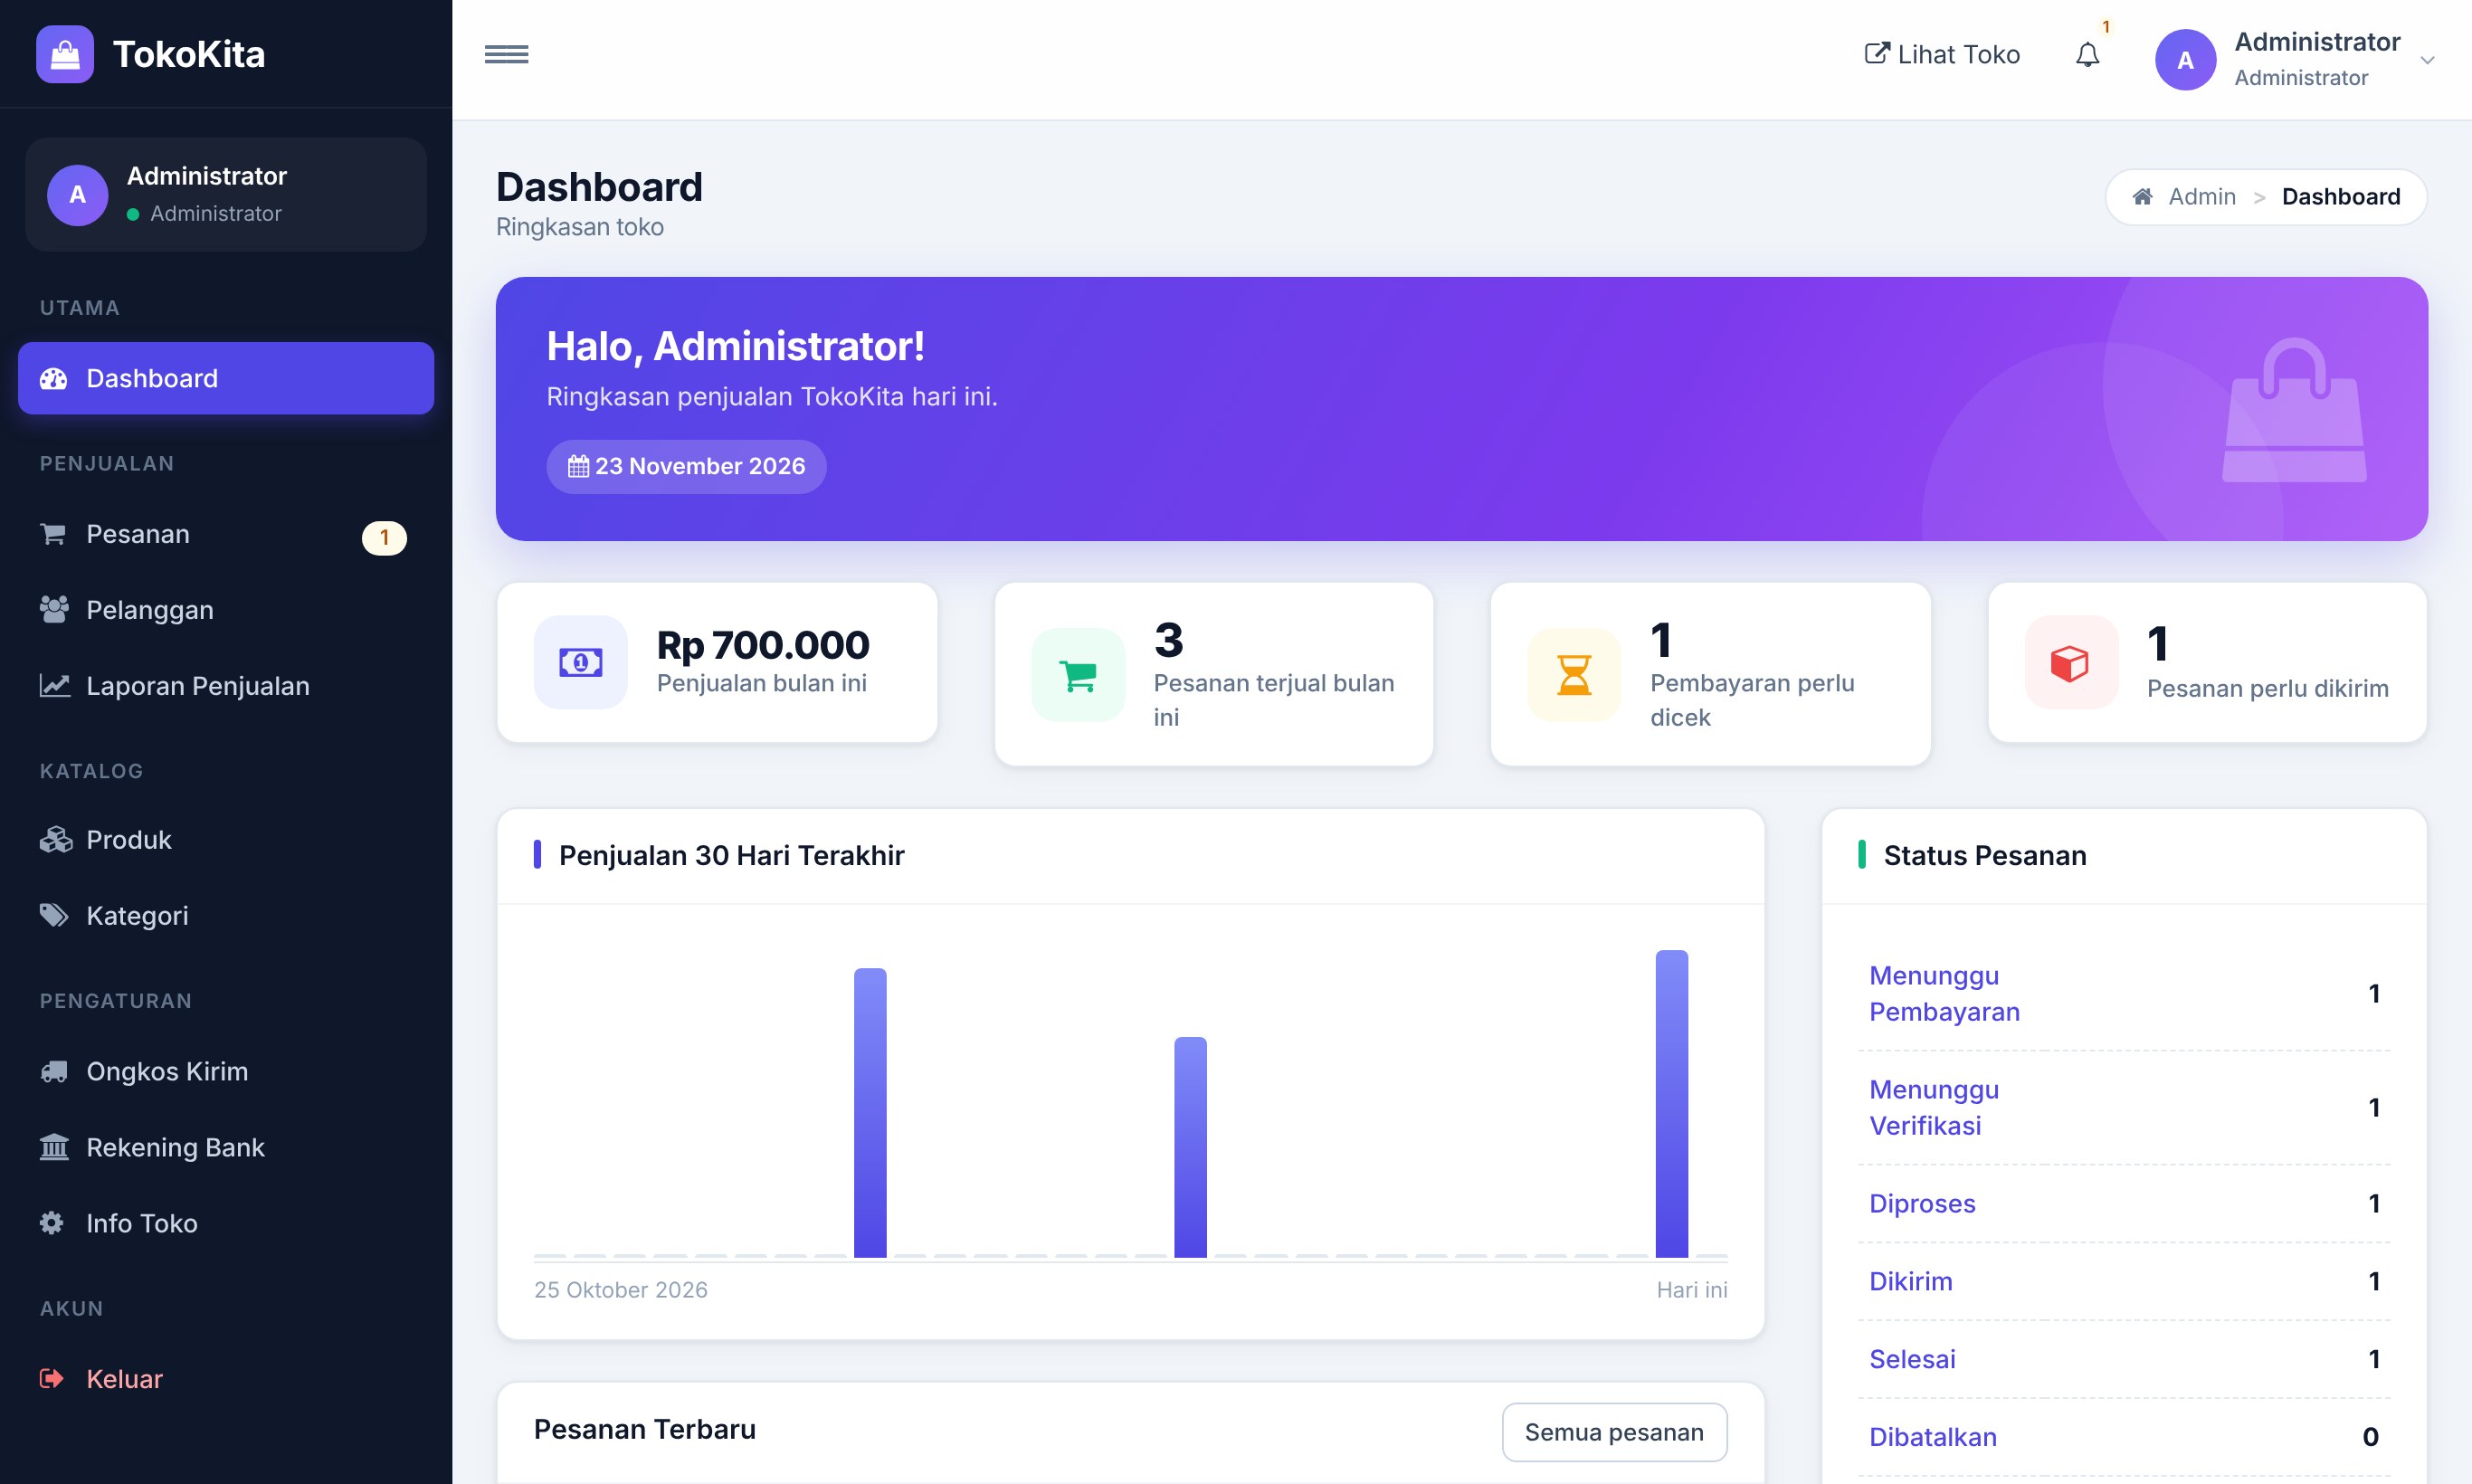 TokoKita
A
Administrator
Administrator
UTAMA
Dashboard
PENJUALAN
Pesanan
1
Pelanggan
Laporan Penjualan
KATALOG
Produk
Kategori
PENGATURAN
Ongkos Kirim
Rekening Bank
Info Toko
AKUN
Keluar
Lihat Toko
1
A
Administrator
Administrator
Dashboard
Ringkasan toko
Admin > Dashboard
Halo, Administrator!
Ringkasan penjualan TokoKita hari ini.
23 November 2026
Rp 700.000
Penjualan bulan ini
3
Pesanan terjual bulan
ini
1
Pembayaran perlu
dicek
1
Pesanan perlu dikirim
Penjualan 30 Hari Terakhir
25 Oktober 2026
Hari ini
Pesanan Terbaru
Semua pesanan
Status Pesanan
Menunggu
Pembayaran
1
Menunggu
Verifikasi
1
Diproses
1
Dikirim
1
Selesai
1
Dibatalkan
0